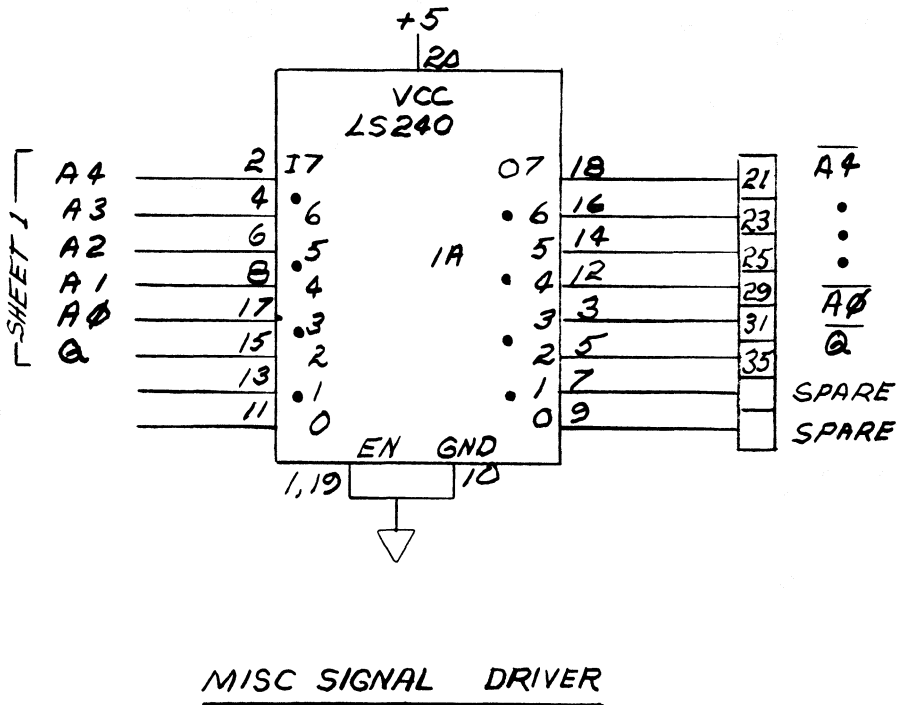 +5
20
VCC
LS240
SHEET 1
A4 2 I7 O7 18 21 A̅4̅
A3 4 6 6 16 23 •
A2 6 5 5 14 25 •
A1 8 4 1A 4 12 29 •
AØ 17 3 3 3 31 A̅Ø̅
Q 15 2 2 5 35 Q̅
13 1 1 7 SPARE
11 0 0 9 SPARE
EN GND
1,19 10
MISC SIGNAL DRIVER